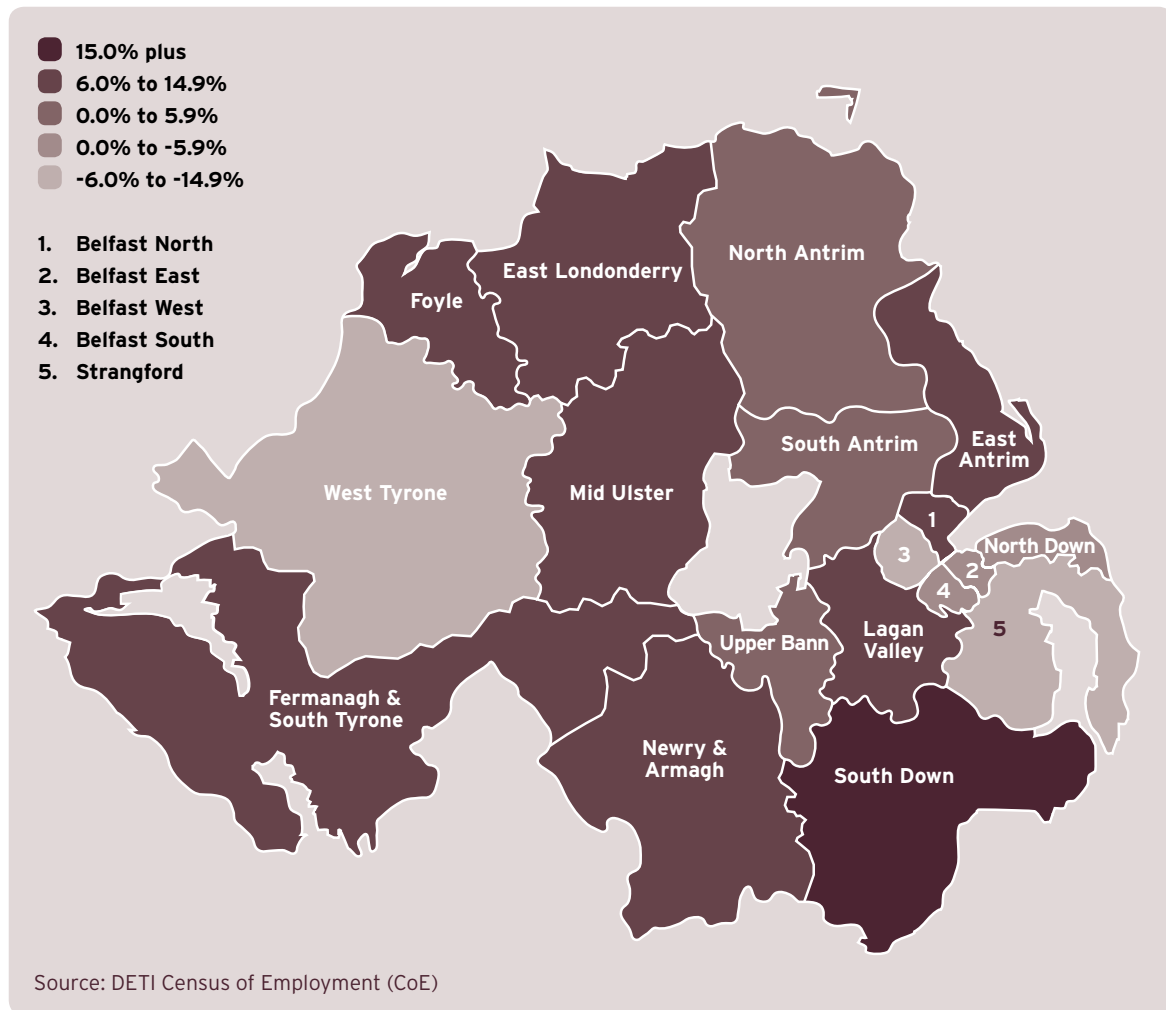 15.0% plus
6.0% to 14.9%
0.0% to 5.9%
0.0% to -5.9%
-6.0% to -14.9%
1. Belfast North
2. Belfast East
3. Belfast West
4. Belfast South
5. Strangford
North Antrim
East Londonderry
Foyle
South Antrim
East
Antrim
West Tyrone
Mid Ulster
1
North Down
3
2
4
5
Upper Bann
Lagan
Valley
Fermanagh &
South Tyrone
Newry &
Armagh
South Down
Source: DETI Census of Employment (CoE)